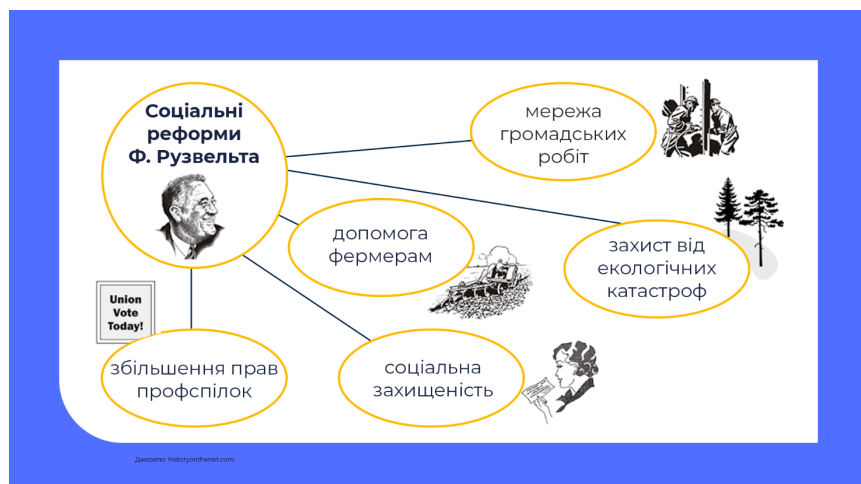 Соціальні
реформи
Ф. Рузвельта
мережа
громадських
робіт
допомога
фермерам
захист від
екологічних
катастроф
Union
Vote
Today!
збільшення прав
профспілок
соціальна
захищеність
Джерело: historyonthenet.com